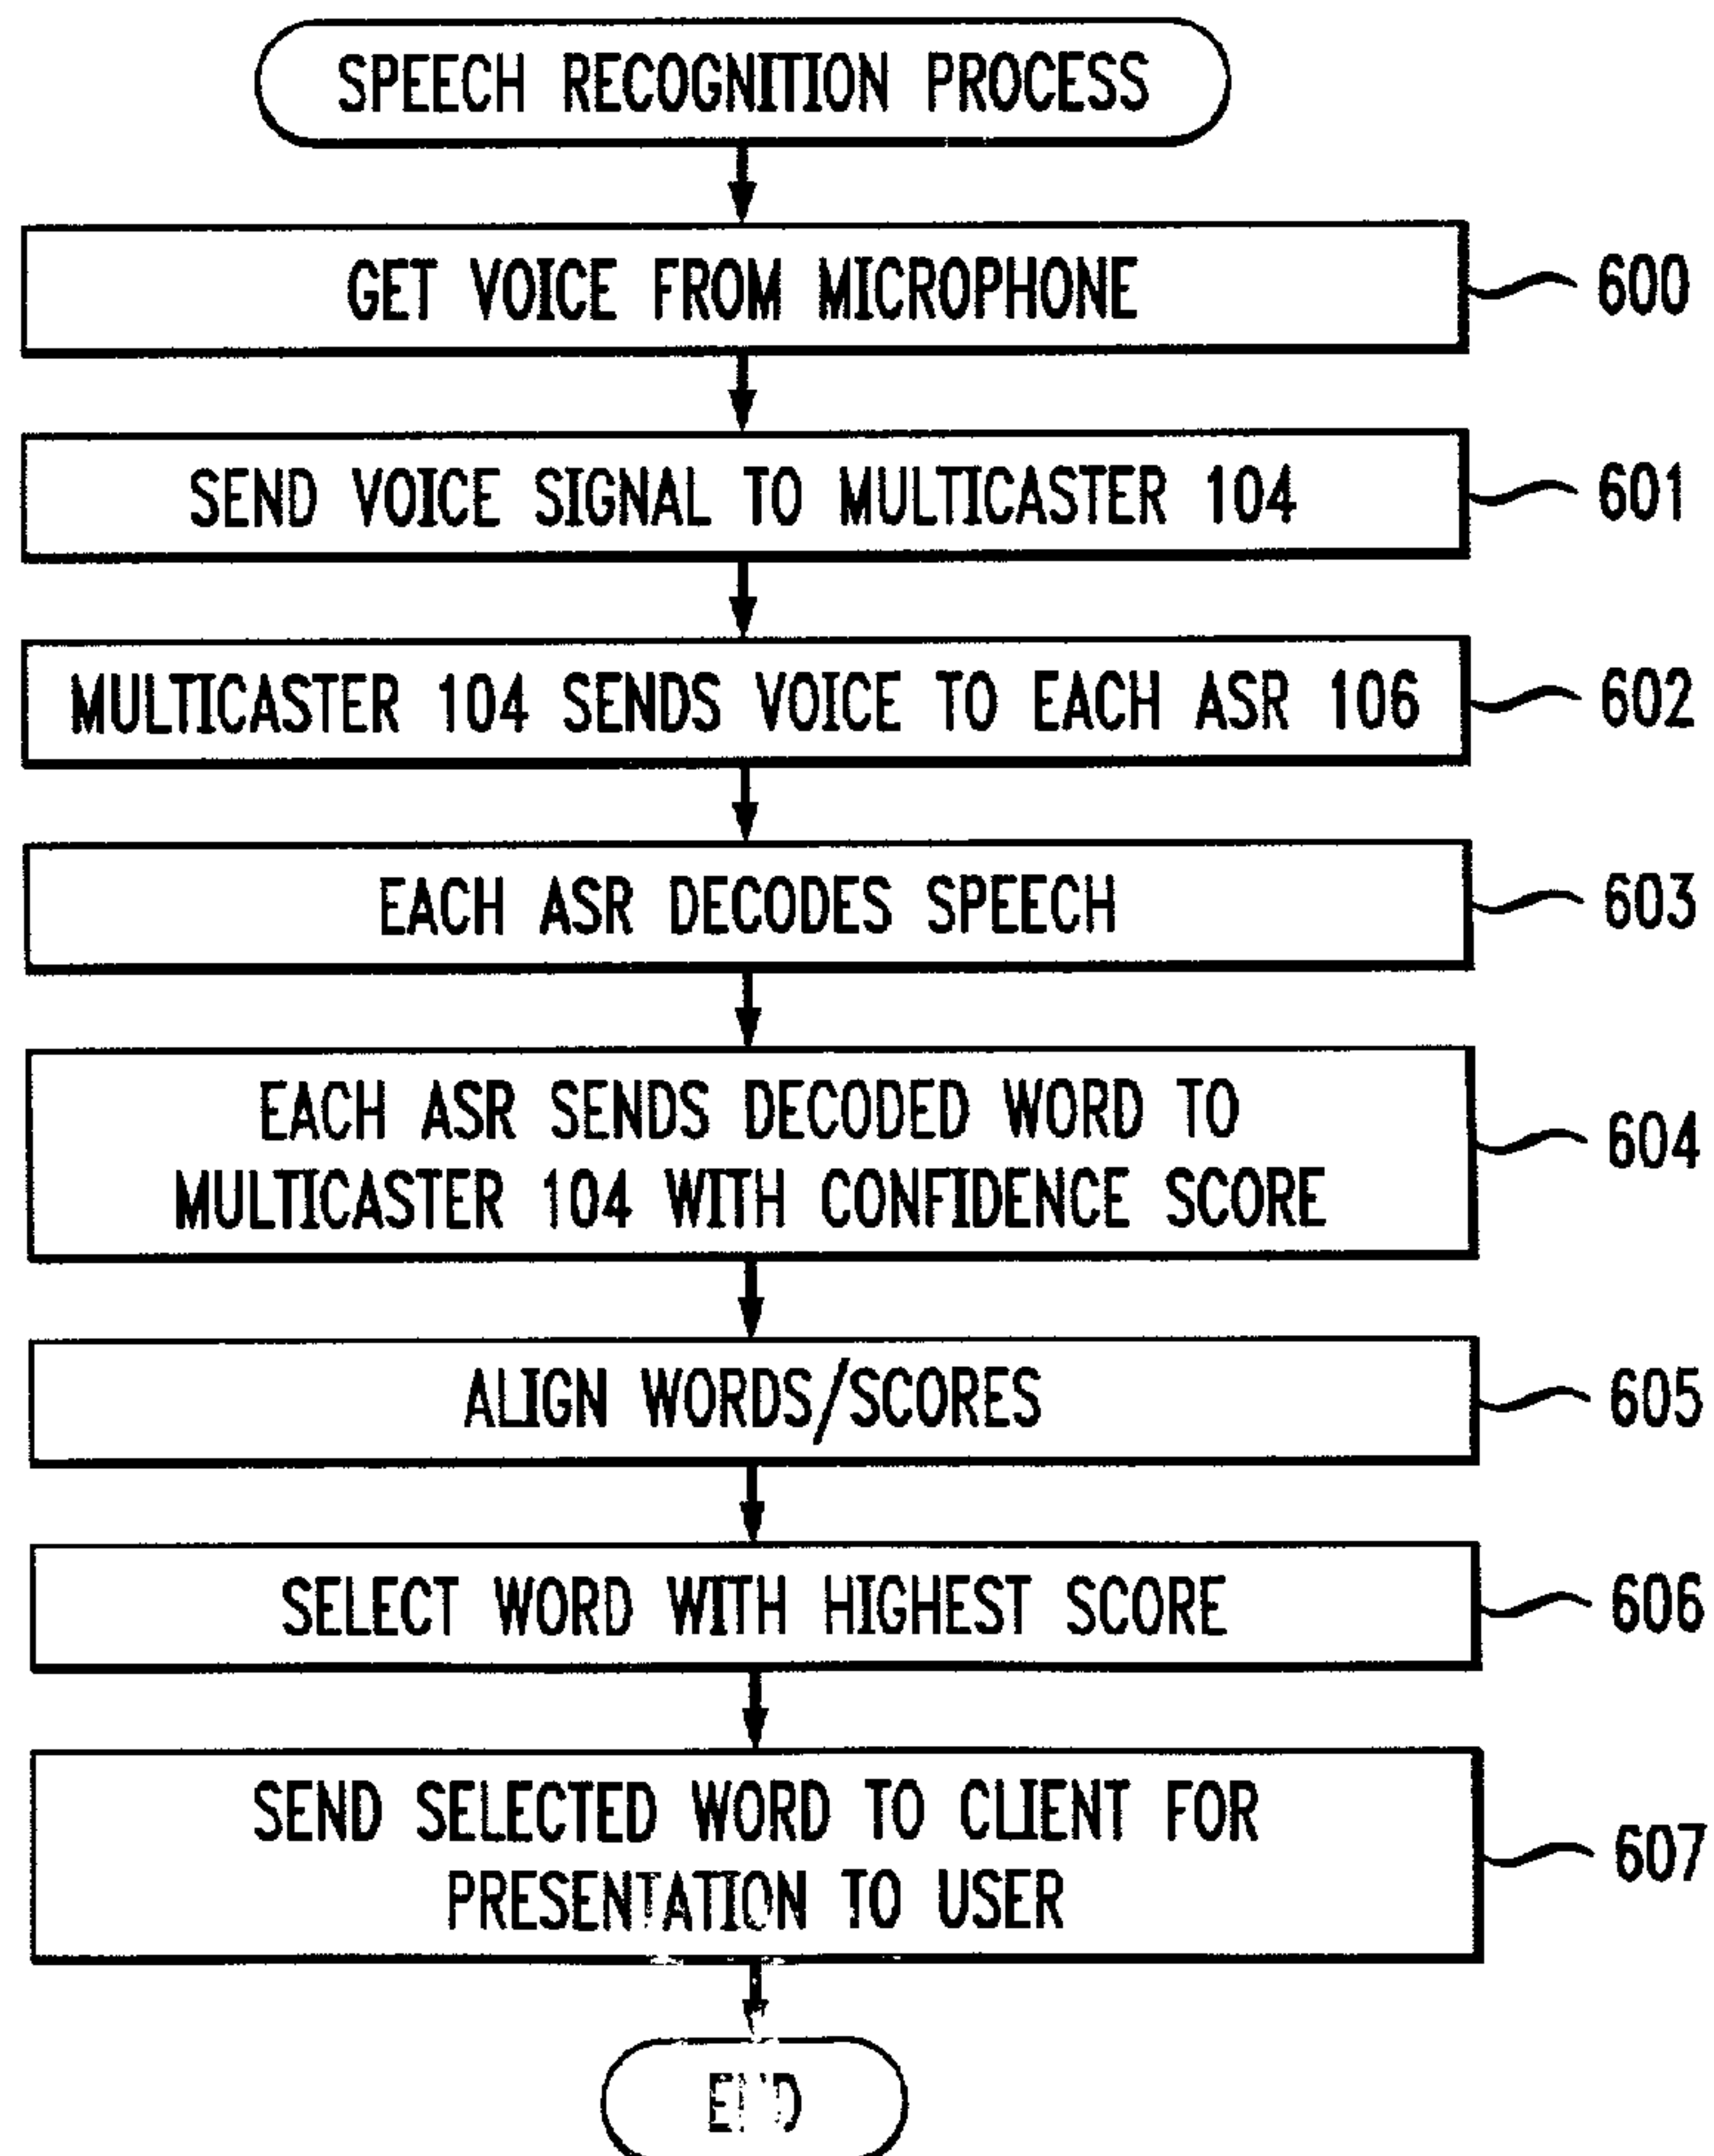 SPEECH RECOGNITION PROCESS
GET VOICE FROM MICROPHONE
600
SEND VOICE SIGNAL TO MULTICASTER 104
601
MULTICASTER 104 SENDS VOICE TO EACH ASR 106
602
EACH ASR DECODES SPEECH
603
EACH ASR SENDS DECODED WORD TO
MULTICASTER 104 WITH CONFIDENCE SCORE
604
ALIGN WORDS/SCORES
605
SELECT WORD WITH HIGHEST SCORE
606
SEND SELECTED WORD TO CLIENT FOR
PRESENTATION TO USER
607
END